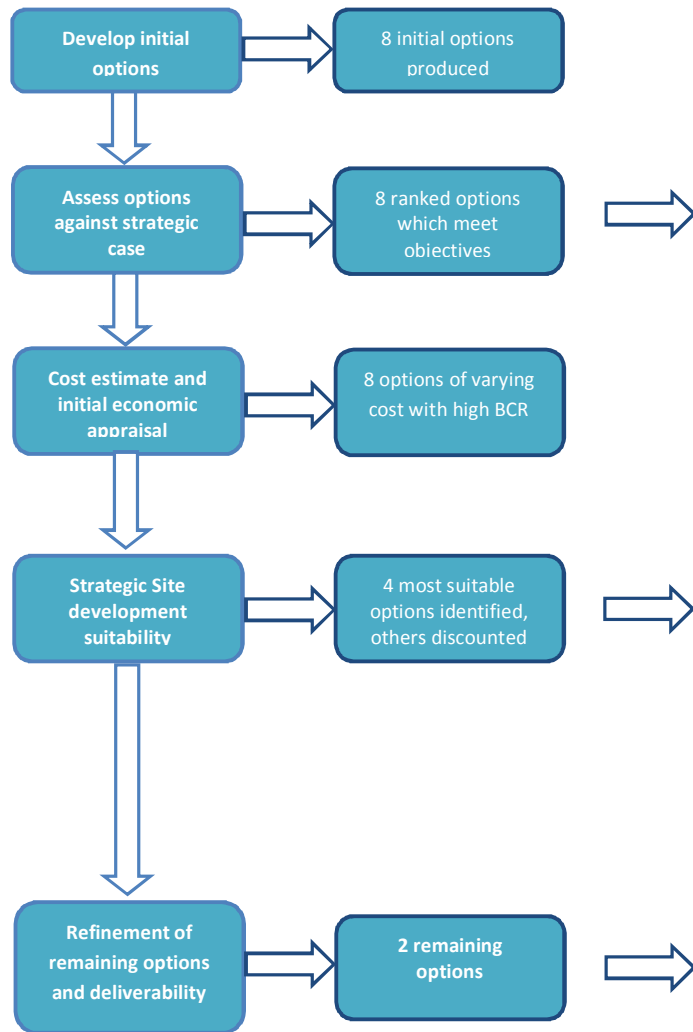 Develop initial
options
8 initial options
produced
Assess options
against strategic
case
8 ranked options
which meet
objectives
Cost estimate and
initial economic
appraisal
8 options of varying
cost with high BCR
Strategic Site
development
suitability
4 most suitable
options identified,
others discounted
Refinement of
remaining options
and deliverability
2 remaining
options